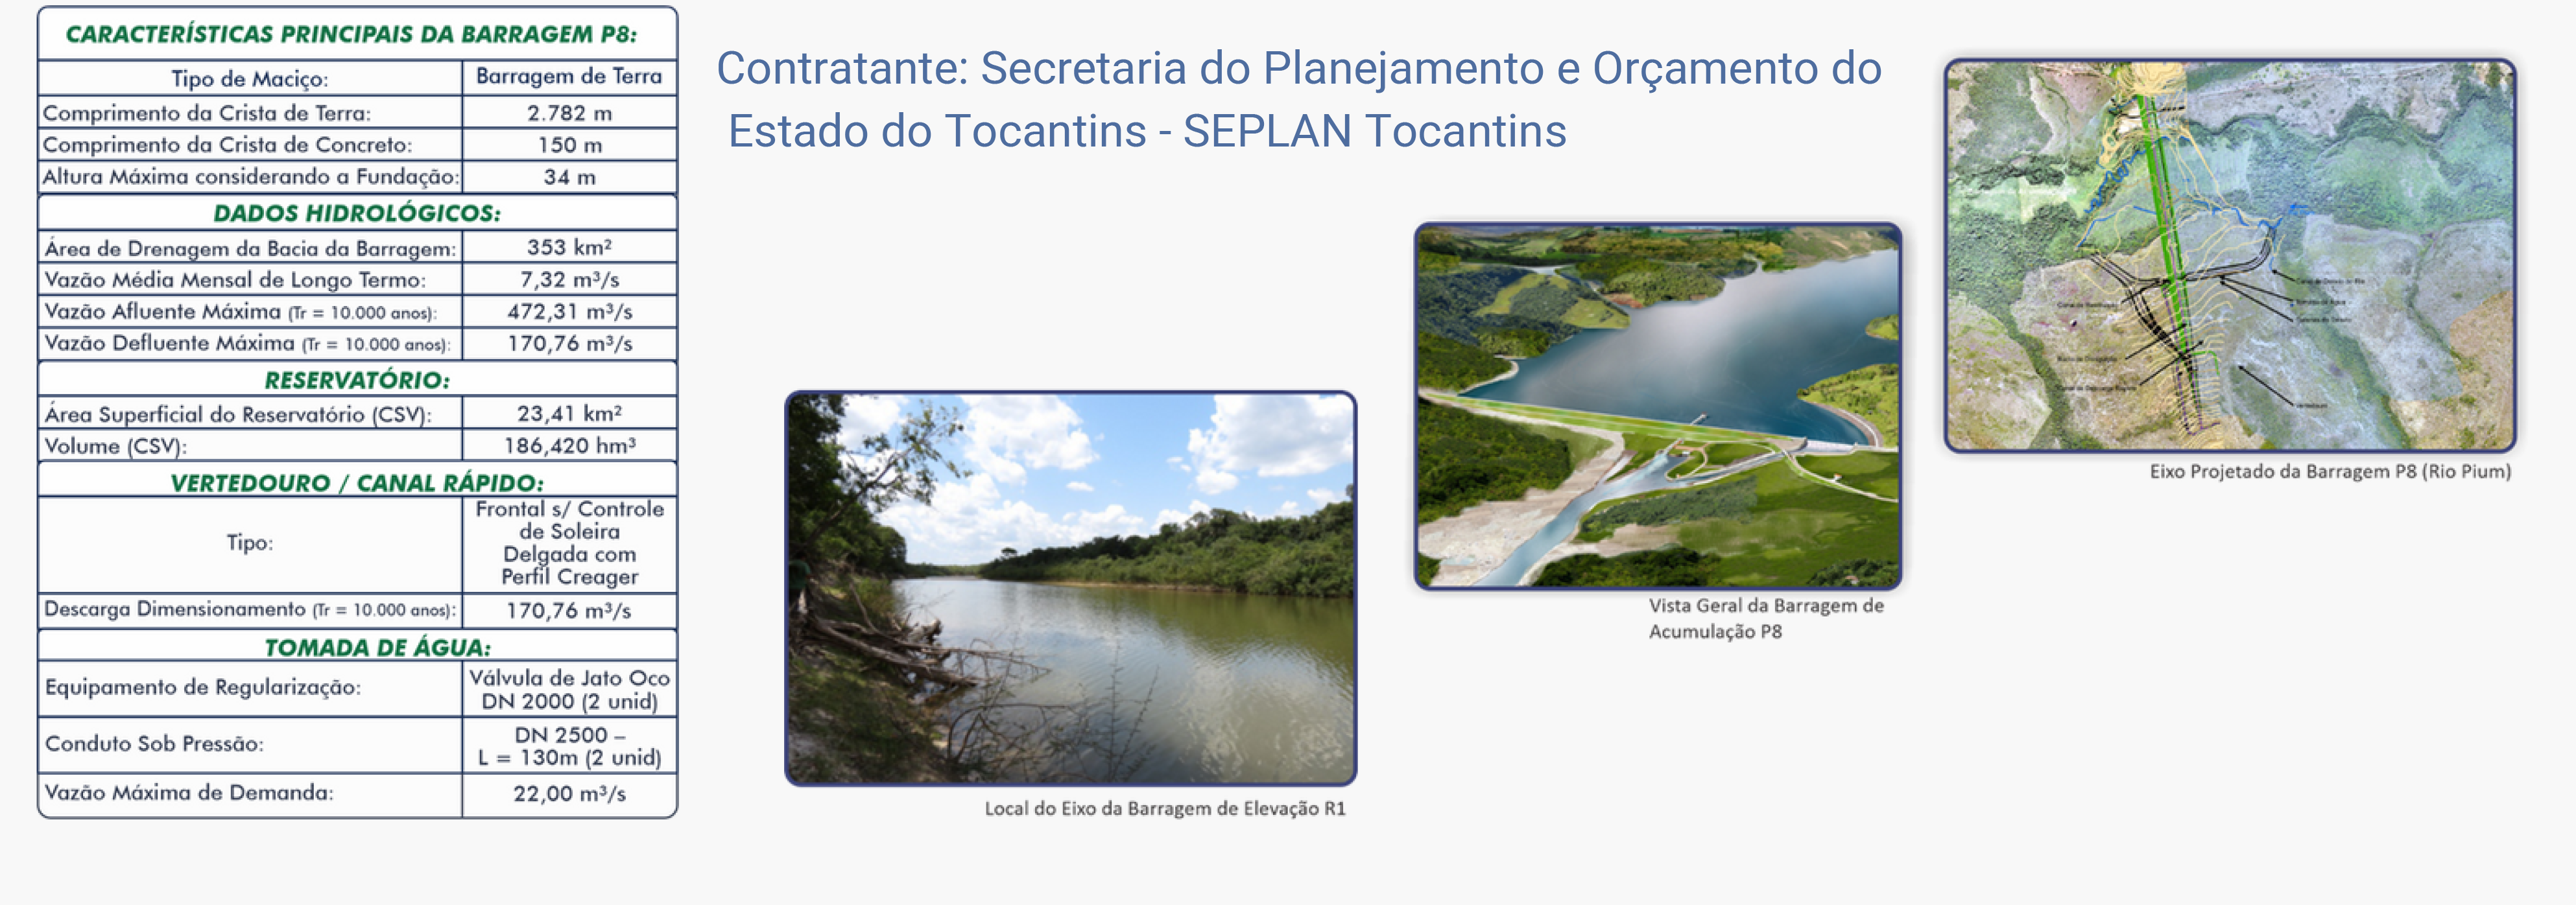 CARACTERÍSTICAS PRINCIPAIS DA BARRAGEM P8:
Tipo de Maciço: Barragem de Terra
Comprimento da Crista de Terra: 2.782 m
Comprimento da Crista de Concreto: 150 m
Altura Máxima considerando a Fundação: 34 m
DADOS HIDROLÓGICOS:
Área de Drenagem da Bacia da Barragem: 353 km²
Vazão Média Mensal de Longo Termo: 7,32 m³/s
Vazão Afluente Máxima (Tr = 10.000 anos): 472,31 m³/s
Vazão Defluente Máxima (Tr = 10.000 anos): 170,76 m³/s
RESERVATÓRIO:
Área Superficial do Reservatório (CSV): 23,41 km²
Volume (CSV): 186,420 hm³
VERTEDOURO / CANAL RÁPIDO:
Tipo:
Frontal s/ Controle
de Soleira
Delgada com
Perfil Creager
Descarga Dimensionamento (Tr = 10.000 anos): 170,76 m³/s
TOMADA DE ÁGUA:
Equipamento de Regularização:
Válvula de Jato Oco
DN 2000 (2 unid)
Conduto Sob Pressão:
DN 2500 –
L = 130m (2 unid)
Vazão Máxima de Demanda: 22,00 m³/s
Contratante: Secretaria do Planejamento e Orçamento do
Estado do Tocantins - SEPLAN Tocantins
Local do Eixo da Barragem de Elevação R1
Vista Geral da Barragem de
Acumulação P8
Eixo Projetado da Barragem P8 (Rio Pium)